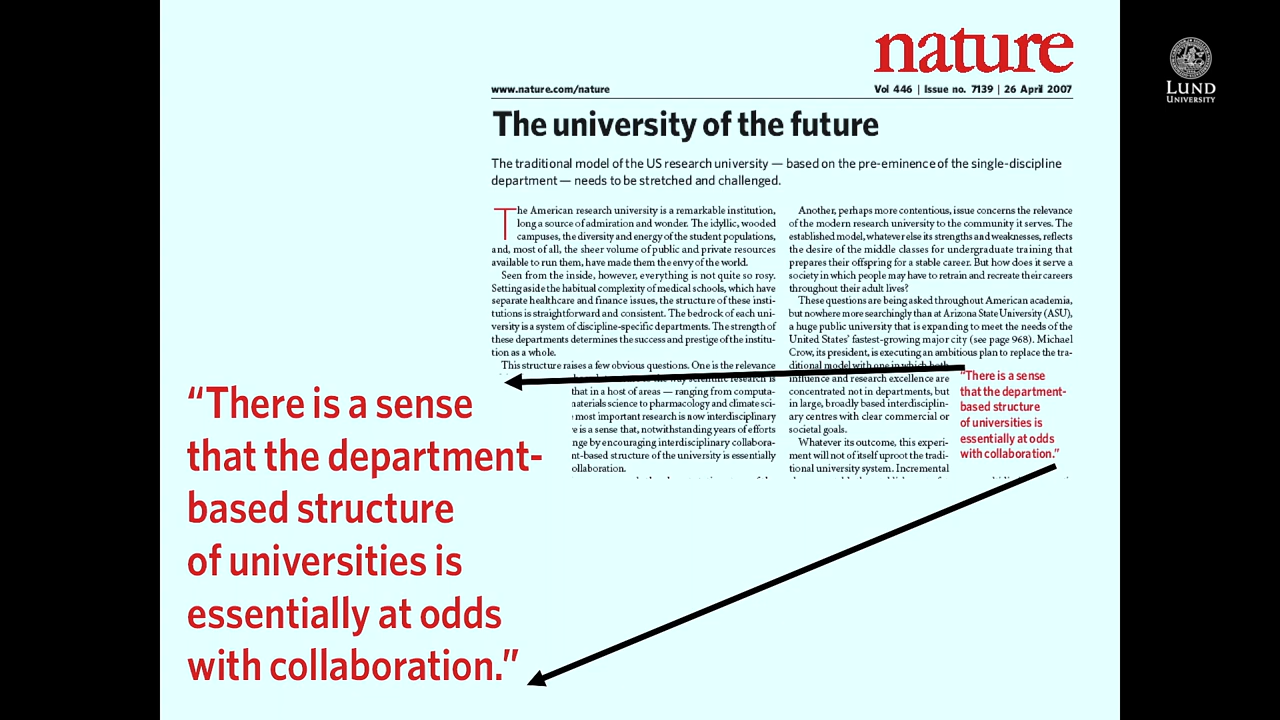 nature
www.nature.com/nature
Vol 446 | Issue no. 7139 | 26 April 2007
The university of the future
The traditional model of the US research university — based on the pre-eminence of the single-discipline
department — needs to be stretched and challenged.
The American research university is a remarkable institution,
long a source of admiration and wonder. The idyllic, wooded
campuses, the diversity and energy of the student populations,
and, most of all, the sheer volume of public and private resources
available to run them, have made them the envy of the world.
Seen from the inside, however, everything is not quite so rosy.
Setting aside the habitual complexity of medical schools, which have
separate healthcare and finance issues, the structure of these insti-
tutions is straightforward and consistent. The bedrock of each uni-
versity is a system of discipline-specific departments. The strength of
these departments determines the success and prestige of the institu-
tion as a whole.
This structure raises a few obvious questions. One is the relevance
the way scientific research is
that in a host of areas — ranging from computa-
aterials science to pharmacology and climate sci-
most important research is now interdisciplinary
e is a sense that, notwithstanding years of efforts
nge by encouraging interdisciplinary collabora-
nt-based structure of the university is essentially
ollaboration.
Another, perhaps more contentious, issue concerns the relevance
of the modern research university to the community it serves. The
established model, whatever else its strengths and weaknesses, reflects
the desire of the middle classes for undergraduate training that
prepares their offspring for a stable career. But how does it serve a
society in which people may have to retrain and recreate their careers
throughout their adult lives?
These questions are being asked throughout American academia,
but nowhere more searchingly than at Arizona State University (ASU),
a huge public university that is expanding to meet the needs of the
United States' fastest-growing major city (see page 968). Michael
Crow, its president, is executing an ambitious plan to replace the tra-
ditional model with one in which both
influence and research excellence are
concentrated not in departments, but
in large, broadly based interdisciplin-
ary centres with clear commercial or
societal goals.
Whatever its outcome, this experi-
ment will not of itself uproot the tradi-
tional university system. Incremental
"There is a sense
that the department-
based structure
of universities is
essentially at odds
with collaboration."
"There is a sense
that the department-
based structure
of universities is
essentially at odds
with collaboration."
LUND
UNIVERSITY